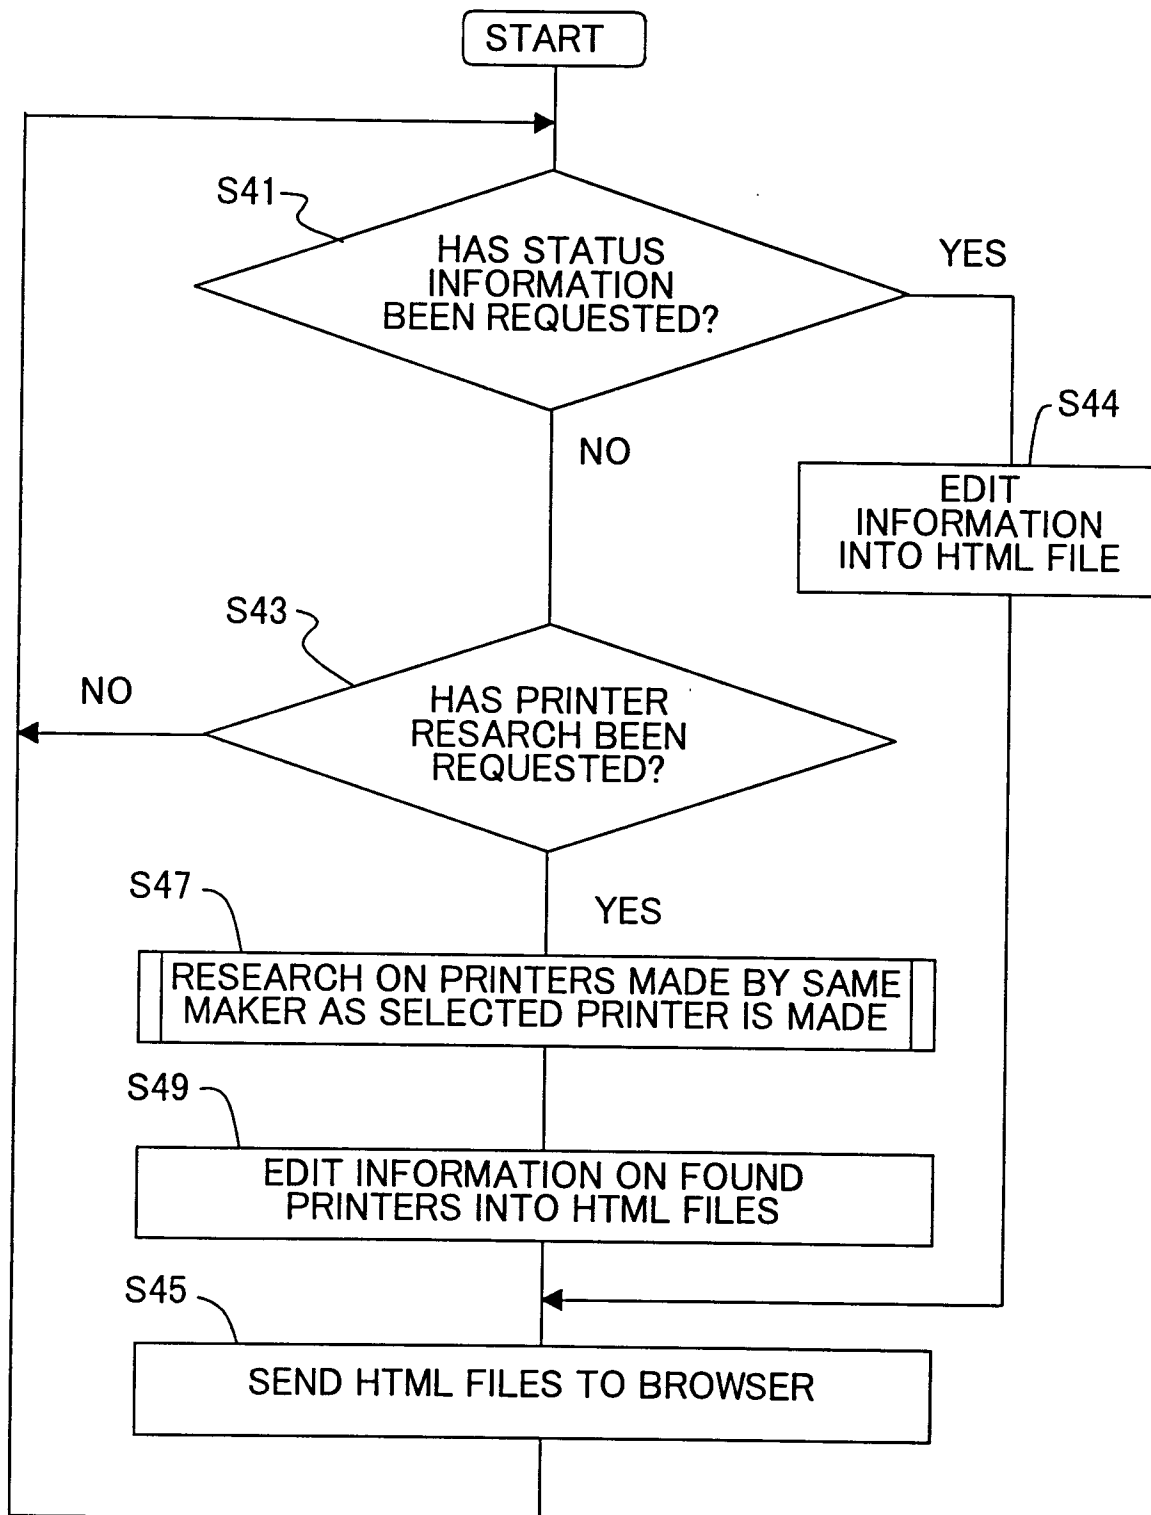 START
S41
HAS STATUS
INFORMATION
BEEN REQUESTED?
YES
NO
S44
EDIT
INFORMATION
INTO HTML FILE
S43
NO
HAS PRINTER
RESARCH BEEN
REQUESTED?
YES
S47
RESEARCH ON PRINTERS MADE BY SAME
MAKER AS SELECTED PRINTER IS MADE
S49
EDIT INFORMATION ON FOUND
PRINTERS INTO HTML FILES
S45
SEND HTML FILES TO BROWSER